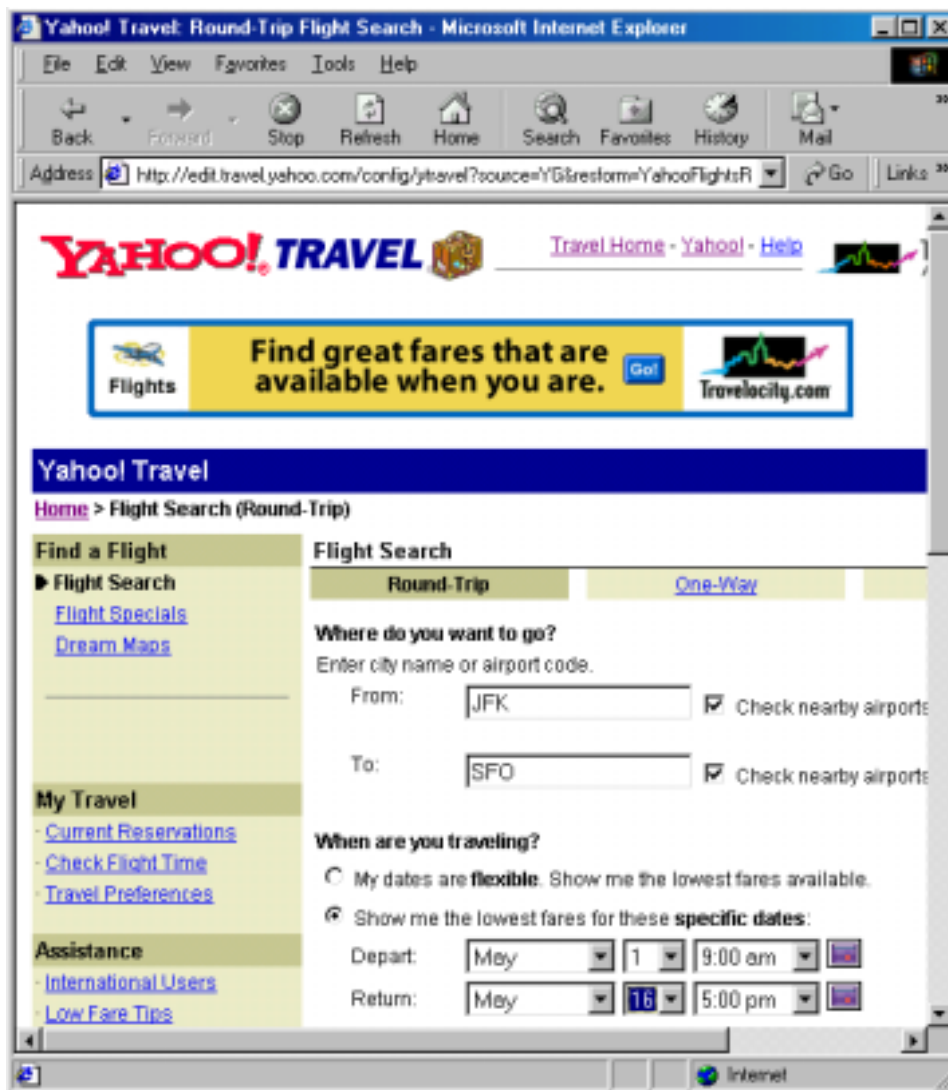 Yahoo! Travel: Round-Trip Flight Search - Microsoft Internet Explorer
File Edit View Favorites Tools Help
Back Forward Stop Refresh Home Search Favorites History Mail
Address http://edit.travel.yahoo.com/config/ytravel?source=YG&resform=YahooFlightsR Go Links
YAHOO! TRAVEL Travel Home - Yahoo! - Help
Flights Find great fares that are available when you are. Go! Travelocity.com
Yahoo! Travel
Home > Flight Search (Round-Trip)
Find a Flight
Flight Search
Flight Specials
Dream Maps
My Travel
- Current Reservations
- Check Flight Time
- Travel Preferences
Assistance
- International Users
- Low Fare Tips
Flight Search
Round-Trip One-Way
Where do you want to go?
Enter city name or airport code.
From: JFK Check nearby airports
To: SFO Check nearby airports
When are you traveling?
My dates are flexible. Show me the lowest fares available.
Show me the lowest fares for these specific dates:
Depart: May 1 9:00 am
Return: May 16 5:00 pm
Internet